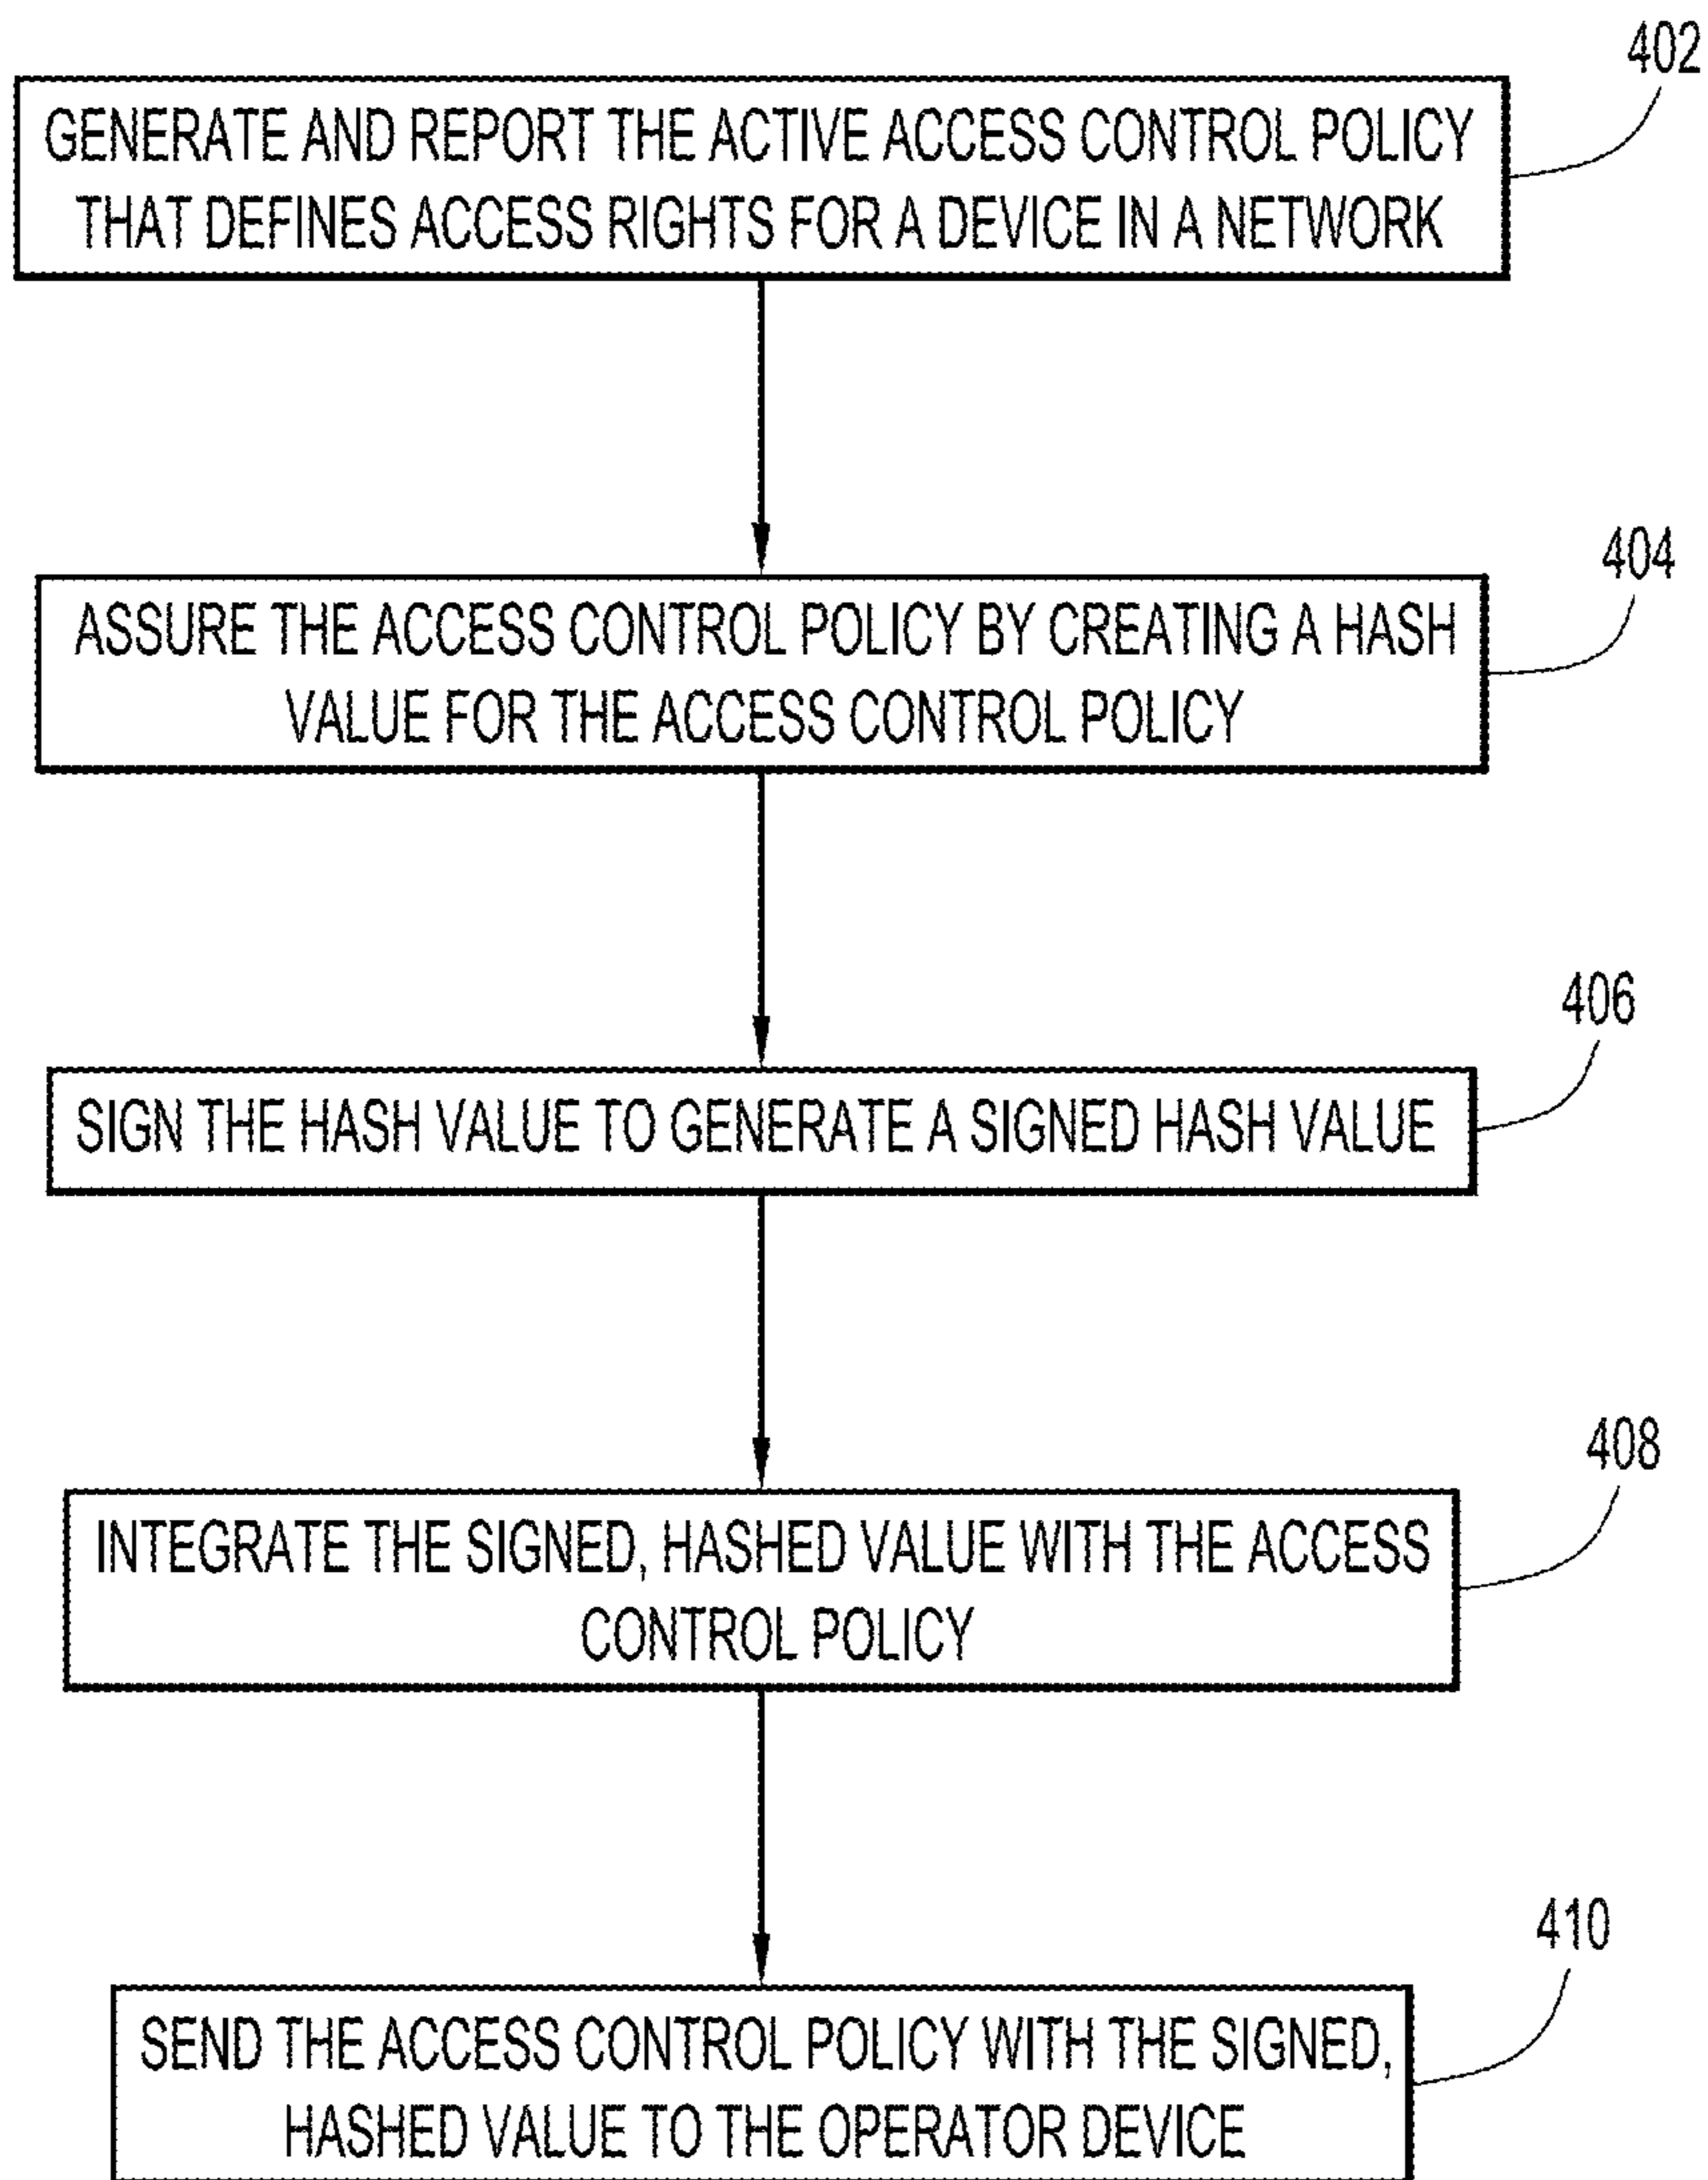 402
GENERATE AND REPORT THE ACTIVE ACCESS CONTROL POLICY
THAT DEFINES ACCESS RIGHTS FOR A DEVICE IN A NETWORK
404
ASSURE THE ACCESS CONTROL POLICY BY CREATING A HASH
VALUE FOR THE ACCESS CONTROL POLICY
406
SIGN THE HASH VALUE TO GENERATE A SIGNED HASH VALUE
408
INTEGRATE THE SIGNED, HASHED VALUE WITH THE ACCESS
CONTROL POLICY
410
SEND THE ACCESS CONTROL POLICY WITH THE SIGNED,
HASHED VALUE TO THE OPERATOR DEVICE